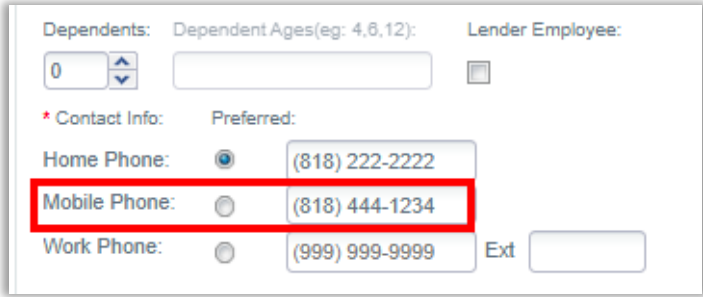 Dependents: Dependent Ages(eg: 4,6,12): Lender Employee:
0
* Contact Info: Preferred:
Home Phone: (818) 222-2222
Mobile Phone: (818) 444-1234
Work Phone: (999) 999-9999 Ext